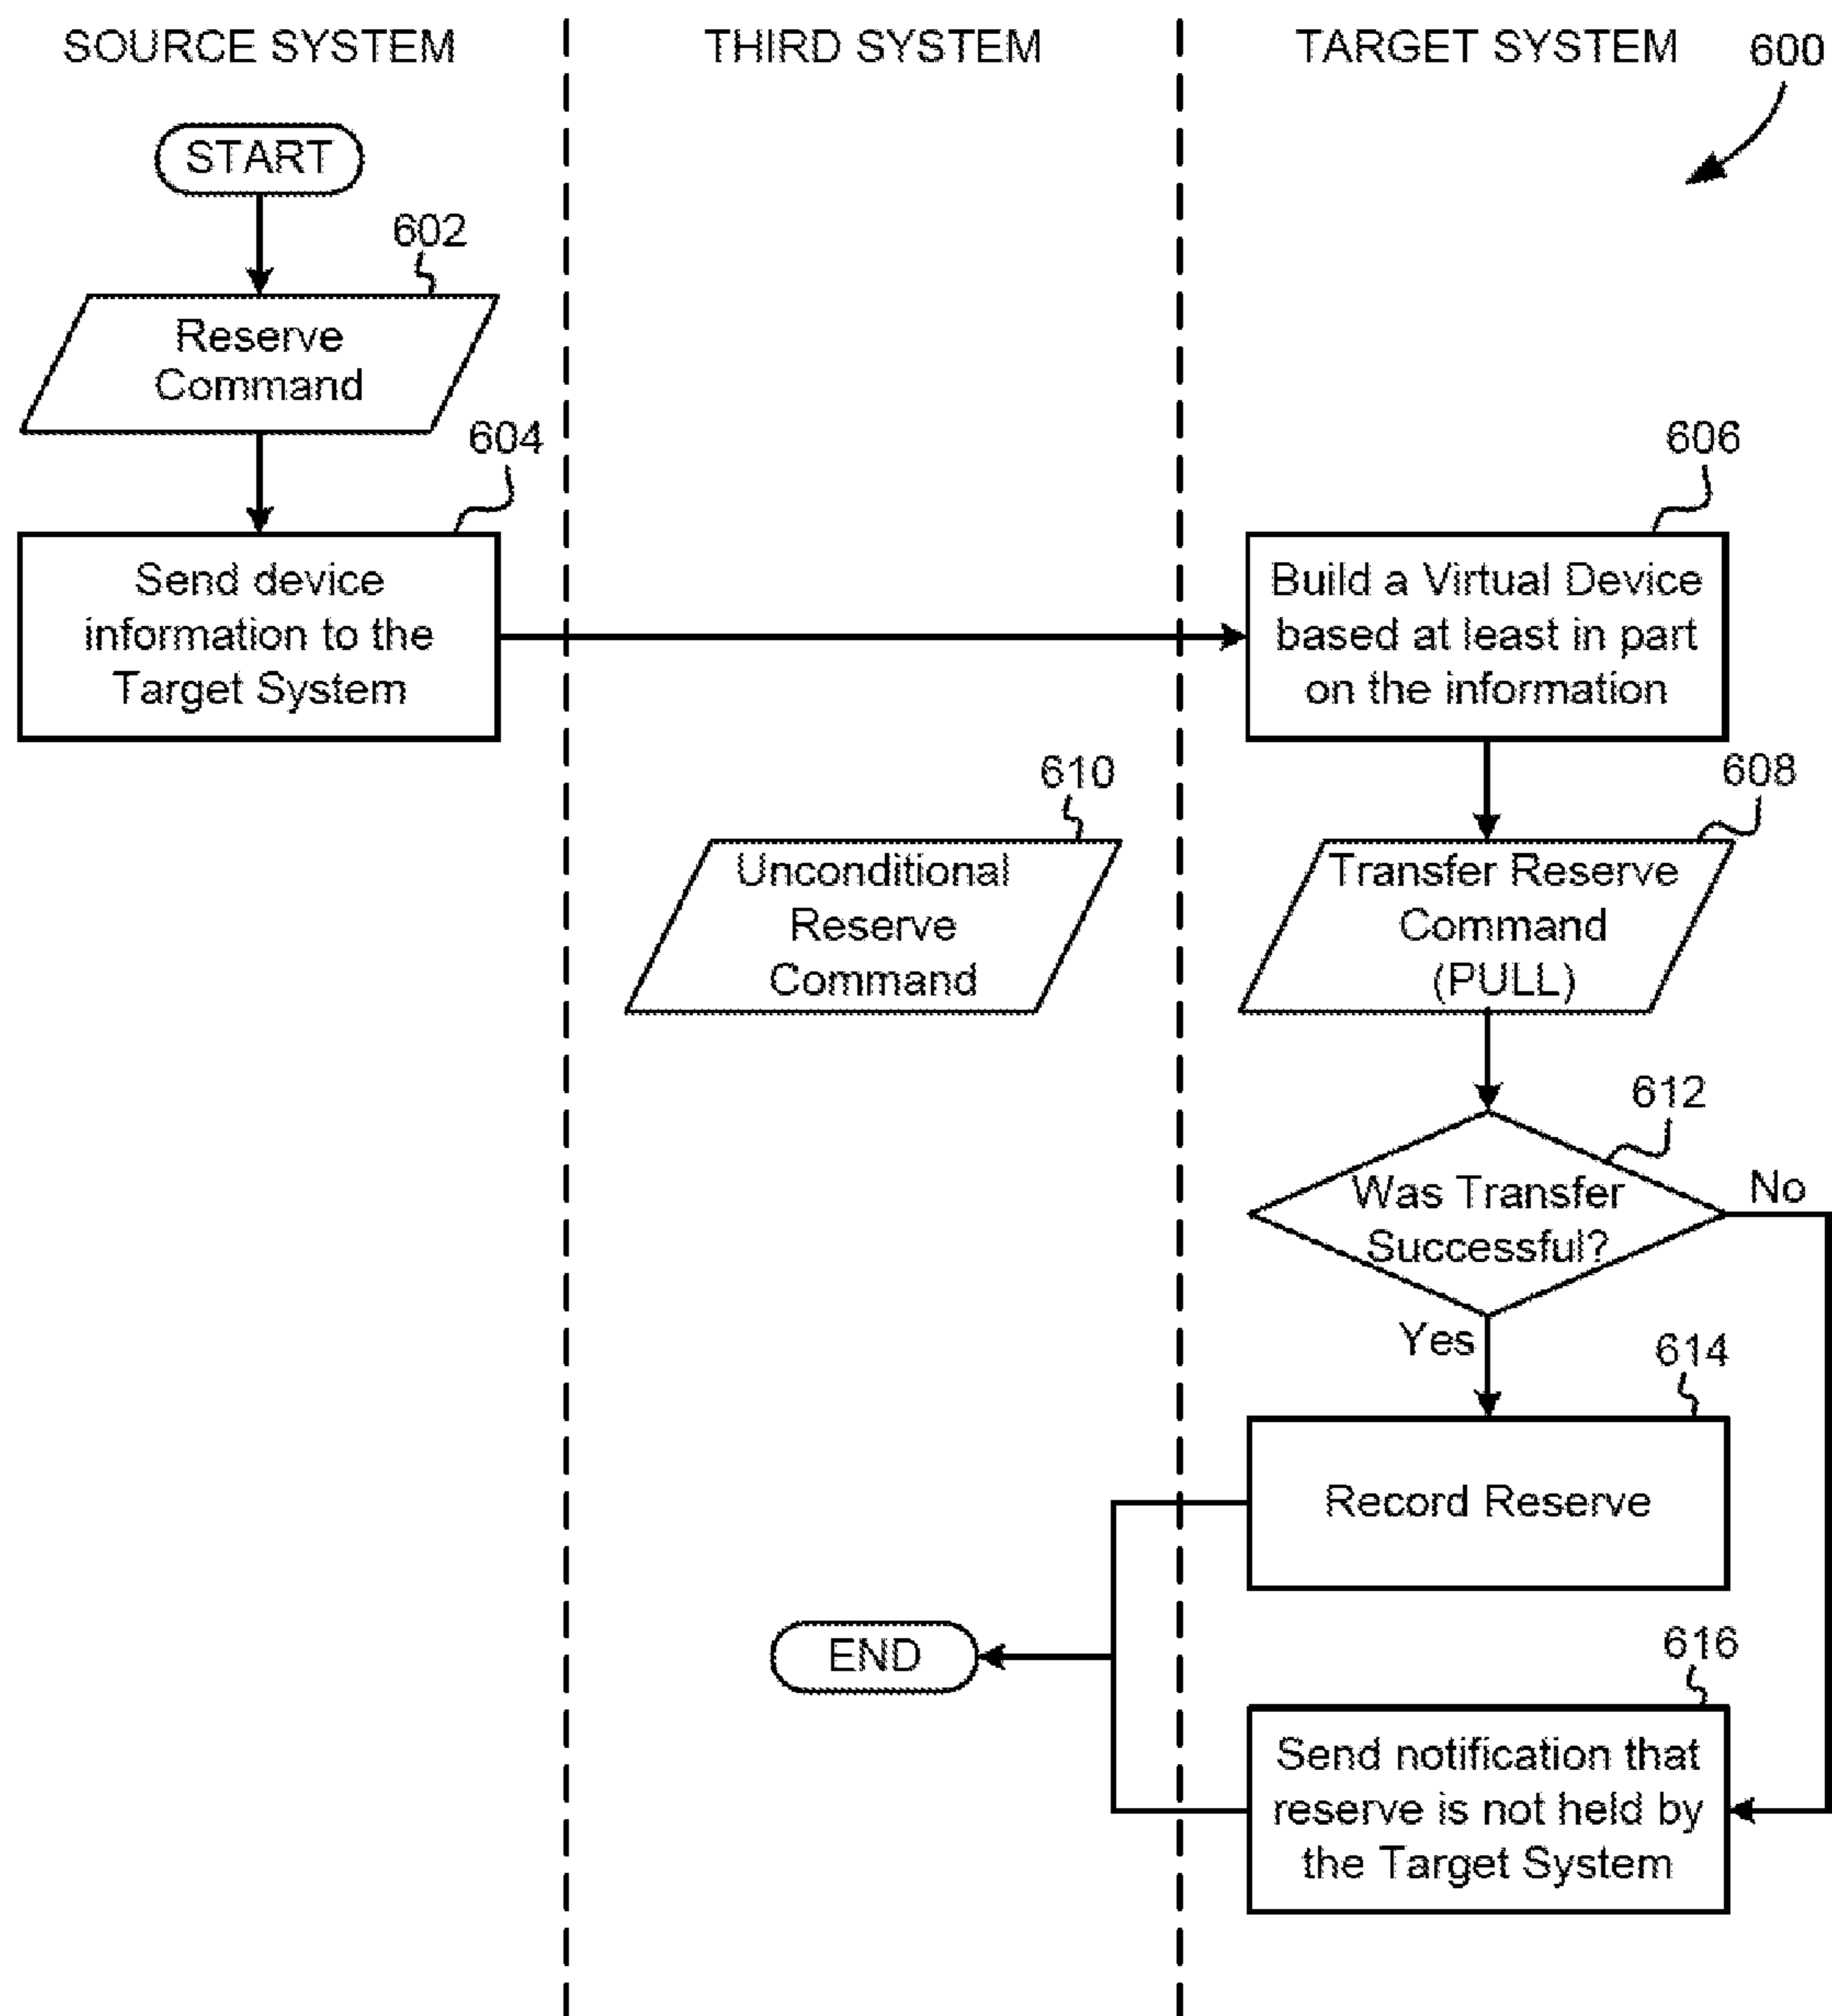 SOURCE SYSTEM
THIRD SYSTEM
TARGET SYSTEM
600
START
602
Reserve
Command
604
Send device
information to the
Target System
606
Build a Virtual Device
based at least in part
on the information
610
Unconditional
Reserve
Command
608
Transfer Reserve
Command
(PULL)
612
Was Transfer
Successful?
No
Yes
614
Record Reserve
END
616
Send notification that
reserve is not held by
the Target System